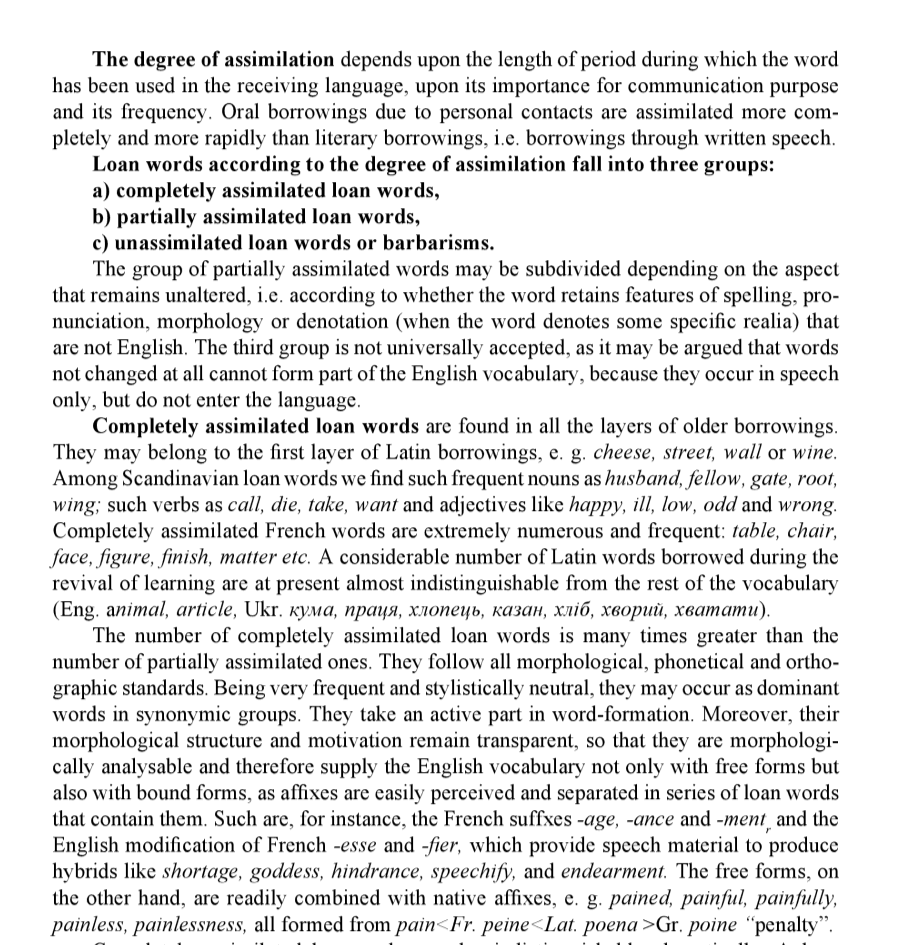 The degree of assimilation depends upon the length of period during which the word
has been used in the receiving language, upon its importance for communication purpose
and its frequency. Oral borrowings due to personal contacts are assimilated more com-
pletely and more rapidly than literary borrowings, i.e. borrowings through written speech.
Loan words according to the degree of assimilation fall into three groups:
a) completely assimilated loan words,
b) partially assimilated loan words,
c) unassimilated loan words or barbarisms.
The group of partially assimilated words may be subdivided depending on the aspect
that remains unaltered, i.e. according to whether the word retains features of spelling, pro-
nunciation, morphology or denotation (when the word denotes some specific realia) that
are not English. The third group is not universally accepted, as it may be argued that words
not changed at all cannot form part of the English vocabulary, because they occur in speech
only, but do not enter the language.
Completely assimilated loan words are found in all the layers of older borrowings.
They may belong to the first layer of Latin borrowings, e. g. cheese, street, wall or wine.
Among Scandinavian loan words we find such frequent nouns as husband, fellow, gate, root,
wing; such verbs as call, die, take, want and adjectives like happy, ill, low, odd and wrong.
Completely assimilated French words are extremely numerous and frequent: table, chair,
face, figure, finish, matter etc. A considerable number of Latin words borrowed during the
revival of learning are at present almost indistinguishable from the rest of the vocabulary
(Eng. animal, article, Ukr. кума, праця, хлопець, казан, хліб, хворий, хватати).
The number of completely assimilated loan words is many times greater than the
number of partially assimilated ones. They follow all morphological, phonetical and ortho-
graphic standards. Being very frequent and stylistically neutral, they may occur as dominant
words in synonymic groups. They take an active part in word-formation. Moreover, their
morphological structure and motivation remain transparent, so that they are morphologi-
cally analysable and therefore supply the English vocabulary not only with free forms but
also with bound forms, as affixes are easily perceived and separated in series of loan words
that contain them. Such are, for instance, the French suffxes -age, -ance and -ment, and the
English modification of French -esse and -fier, which provide speech material to produce
hybrids like shortage, goddess, hindrance, speechify, and endearment. The free forms, on
the other hand, are readily combined with native affixes, e. g. pained, painful, painfully,
painless, painlessness, all formed from pain<Fr. peine<Lat. poena >Gr. poine “penalty”.